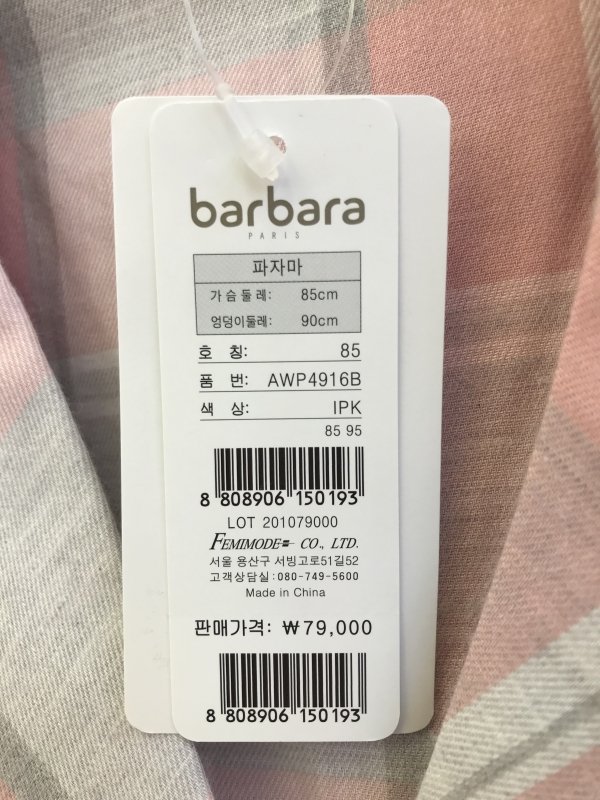 barbara
PARIS
파자마
가슴둘레: 85cm
엉덩이둘레: 90cm
호 칭: 85
품 번: AWP4916B
색 상: IPK
85 95
8 808906 150193
LOT 201079000
FEMIMODE CO., LTD.
서울 용산구 서빙고로51길52
고객상담실:080-749-5600
Made in China
판매가격: ₩79,000
8 808906 150193